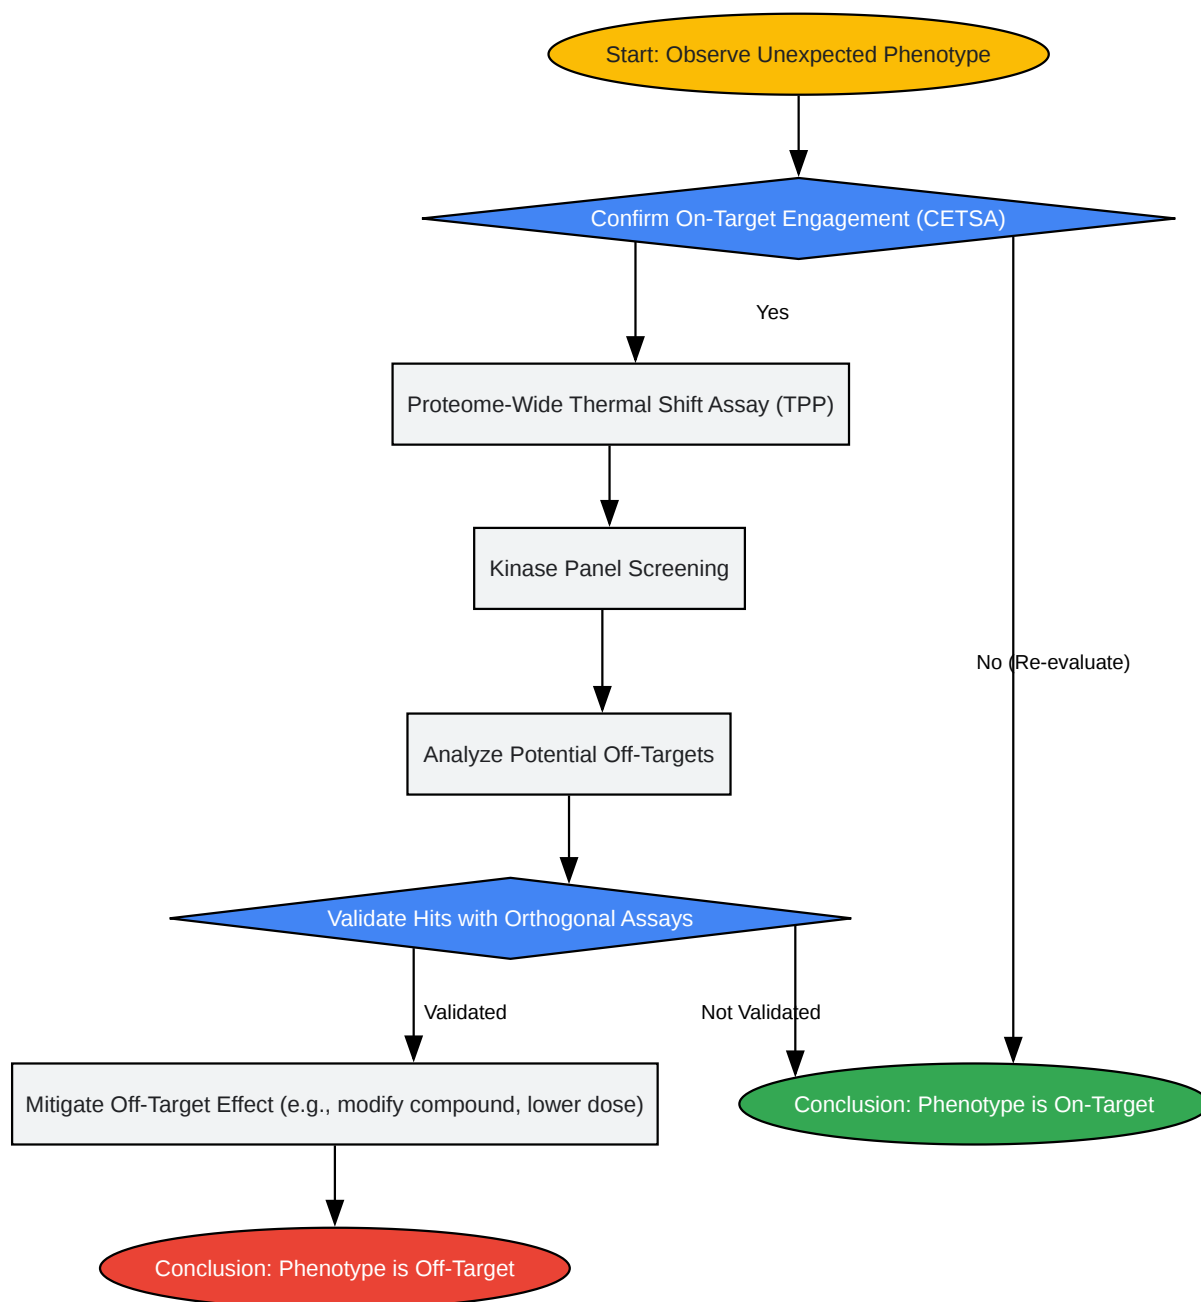 Start: Observe Unexpected Phenotype
Confirm On-Target Engagement (CETSA)
Yes
Proteome-Wide Thermal Shift Assay (TPP)
Kinase Panel Screening
No (Re-evaluate)
Analyze Potential Off-Targets
Validate Hits with Orthogonal Assays
Validated
Not Validated
Mitigate Off-Target Effect (e.g., modify compound, lower dose)
Conclusion: Phenotype is On-Target
Conclusion: Phenotype is Off-Target